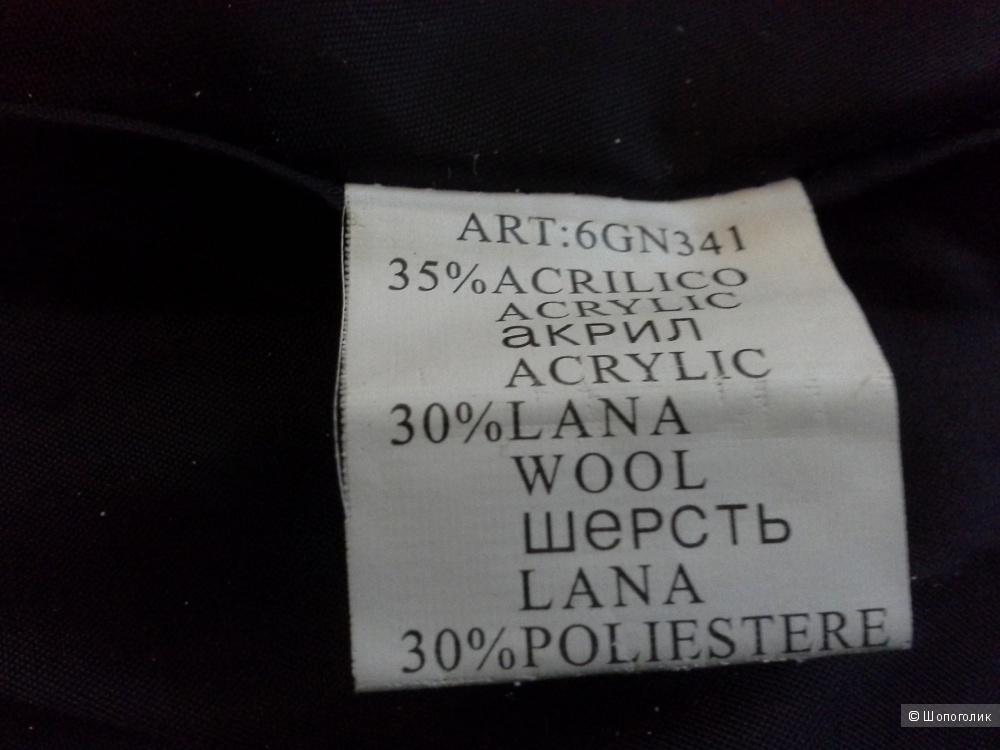 ART:6GN341
35%ACRILICO
ACRYLIC
акрил
ACRYLIC
30%LANA
WOOL
шерсть
LANA
30%POLIESTERE
© Шопоголик